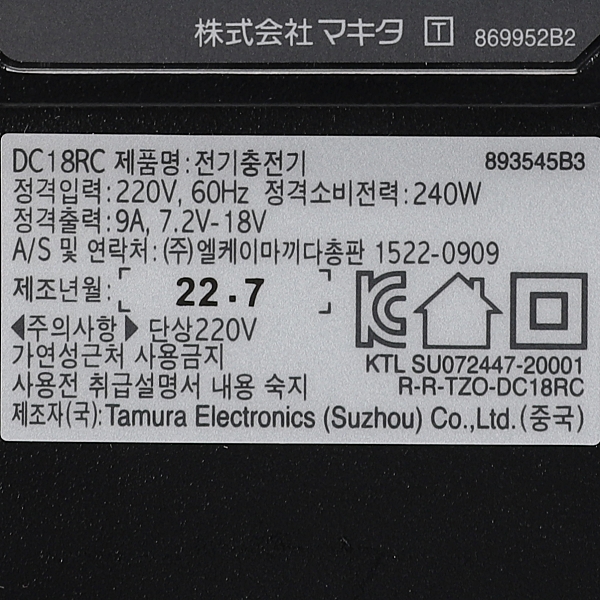 株式会社マキタ T 869952B2
DC18RC 제품명:전기충전기 893545B3
정격입력:220V, 60Hz 정격소비전력:240W
정격출력:9A, 7.2V-18V
A/S 및 연락처:(주)엘케이마끼다총판 1522-0909
제조년월: 22.7
◀주의사항▶ 단상220V
가연성근처 사용금지
사용전 취급설명서 내용 숙지
KTL SU072447-20001
R-R-TZO-DC18RC
제조자(국):Tamura Electronics (Suzhou) Co.,Ltd.(중국)